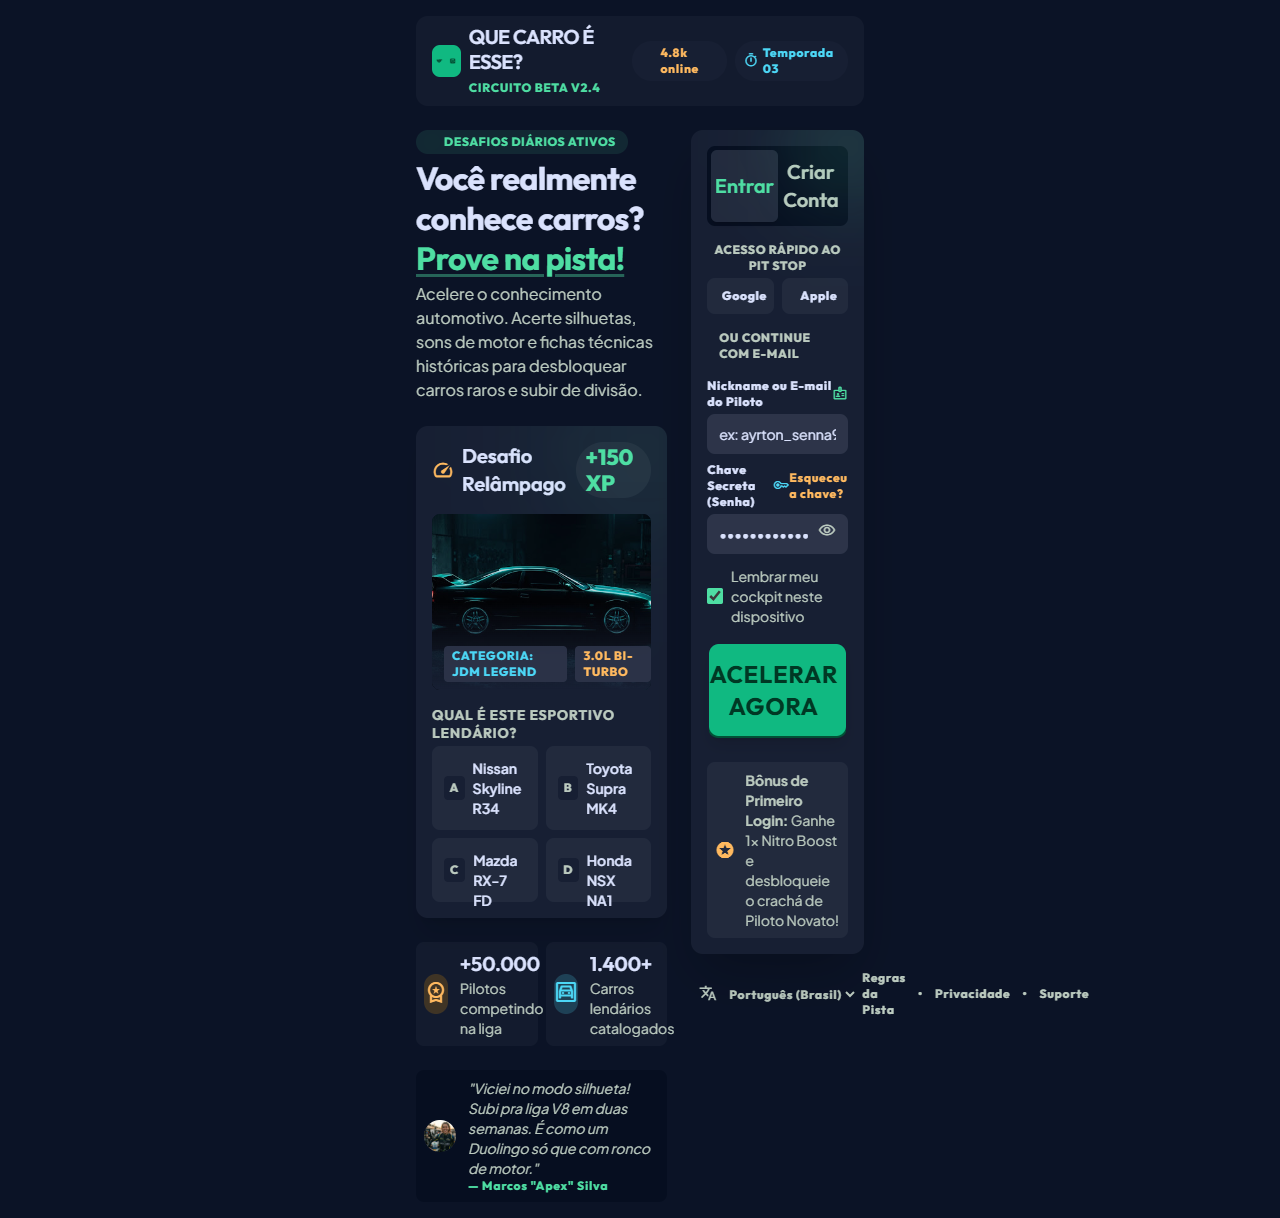 QUE CARRO É
ESSE?
CIRCUITO BETA V2.4
4.8k
online
Temporada
03
DESAFIOS DIÁRIOS ATIVOS
Você realmente
conhece carros?
Prove na pista!
Acelere o conhecimento
automotivo. Acerte silhuetas,
sons de motor e fichas técnicas
históricas para desbloquear
carros raros e subir de divisão.
Desafio
Relâmpago
+150
XP
CATEGORIA:
JDM LEGEND
3.0L BI-
TURBO
QUAL É ESTE ESPORTIVO
LENDÁRIO?
A
Nissan
Skyline
R34
B
Toyota
Supra
MK4
C
Mazda
RX-7
FD
D
Honda
NSX
NA1
+50.000
Pilotos
competindo
na liga
1.400+
Carros
lendários
catalogados
"Viciei no modo silhueta!
Subi pra liga V8 em duas
semanas. É como um
Duolingo só que com ronco
de motor."
— Marcos "Apex" Silva
Entrar
Criar
Conta
ACESSO RÁPIDO AO
PIT STOP
Google
Apple
OU CONTINUE
COM E-MAIL
Nickname ou E-mail
do Piloto
ex: ayrton_senna
Chave
Secreta
(Senha)
Esqueceu
a chave?
••••••••••••
Lembrar meu
cockpit neste
dispositivo
ACELERAR
AGORA
Bônus de
Primeiro
Login: Ganhe
1x Nitro Boost
e
desbloqueie
o crachá de
Piloto Novato!
Português (Brasil)
Regras
da
Pista
•
Privacidade
•
Suporte